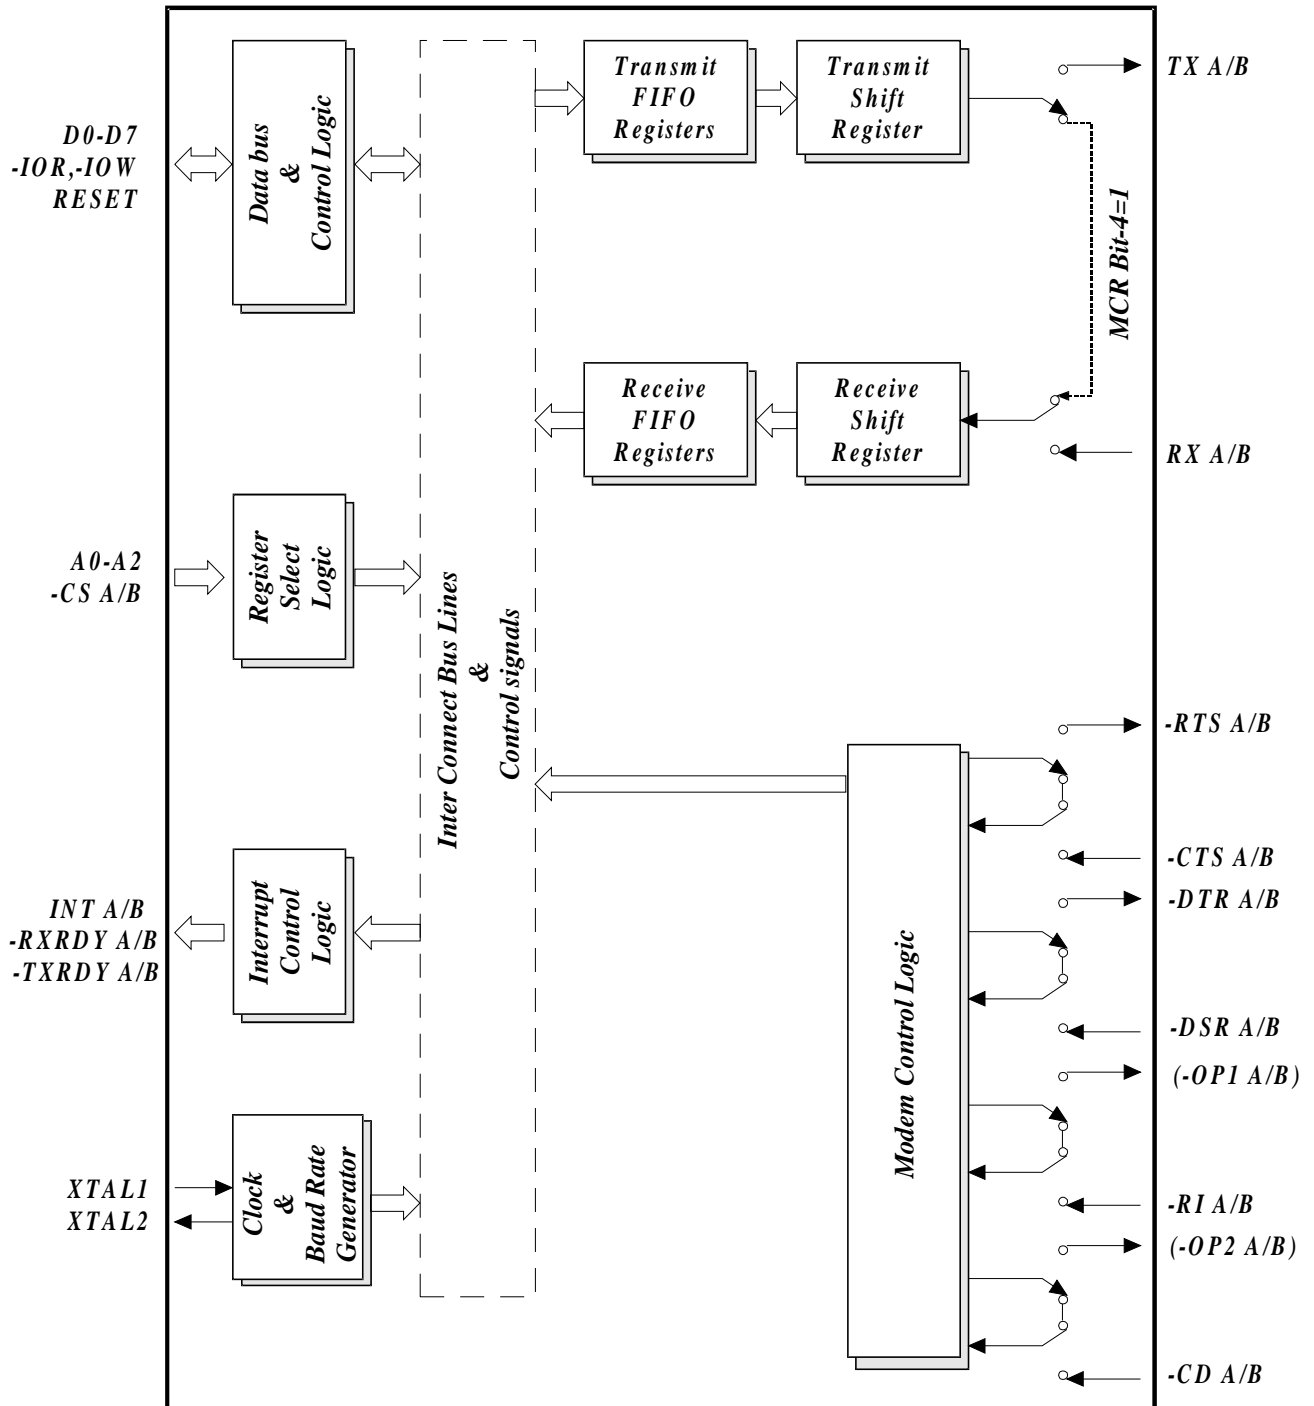 D0-D7
-IOR,-IOW
RESET
Data bus
&
Control Logic
Transmit
FIFO
Registers
Transmit
Shift
Register
TX A/B
MCR Bit-4=1
Receive
FIFO
Registers
Receive
Shift
Register
RX A/B
A0-A2
-CS A/B
Register
Select
Logic
Inter Connect Bus Lines
&
Control signals
INT A/B
-RXRDY A/B
-TXRDY A/B
Interrupt
Control
Logic
XTAL1
XTAL2
Clock
&
Baud Rate
Generator
Modem Control Logic
-RTS A/B
-CTS A/B
-DTR A/B
-DSR A/B
(-OP1 A/B)
-RI A/B
(-OP2 A/B)
-CD A/B